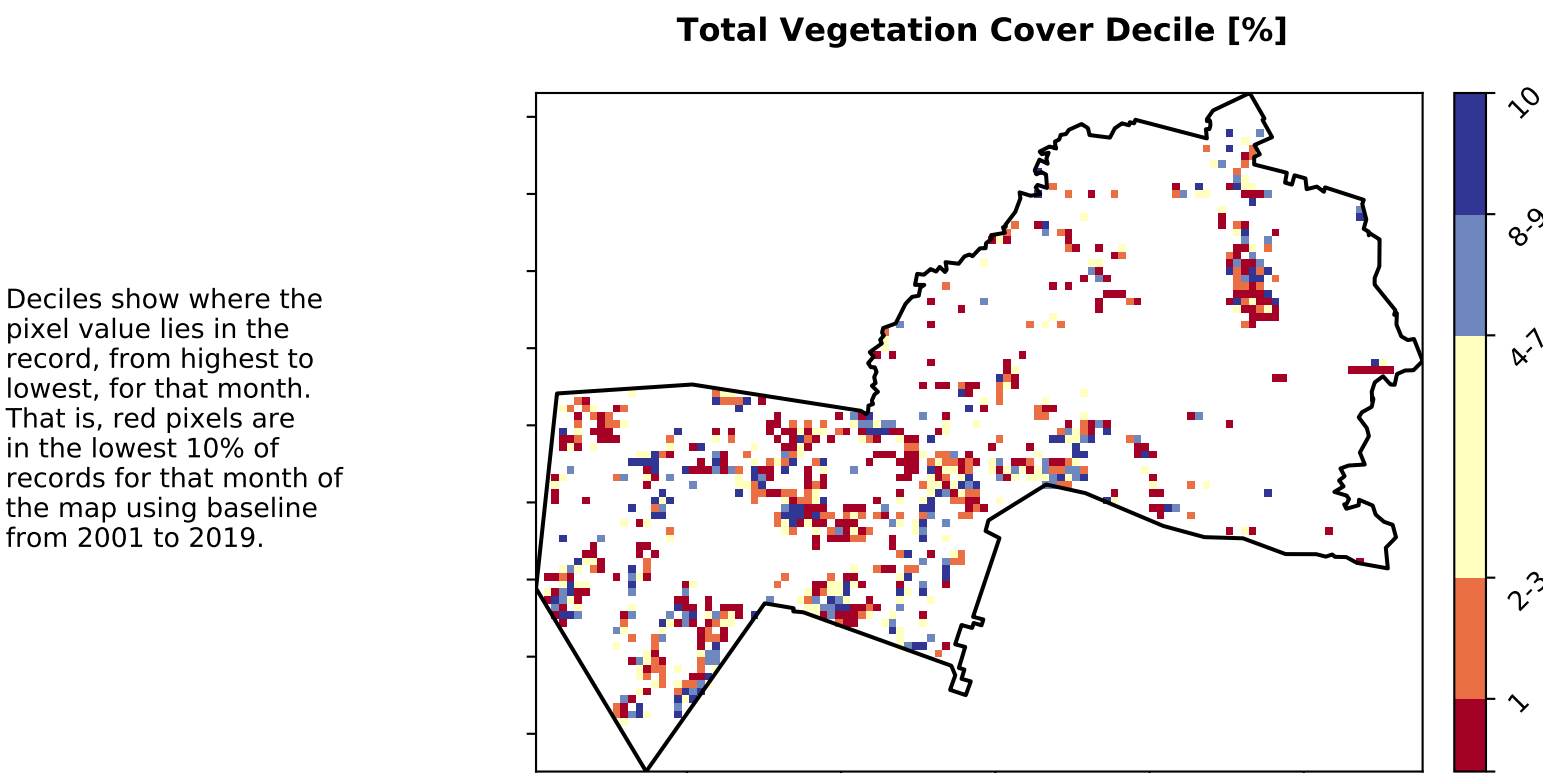 Total Vegetation Cover Decile [%]
Deciles show where the
pixel value lies in the
record, from highest to
lowest, for that month.
That is, red pixels are
in the lowest 10% of
records for that month of
the map using baseline
from 2001 to 2019.
10
8-9
4-7
2-3
1